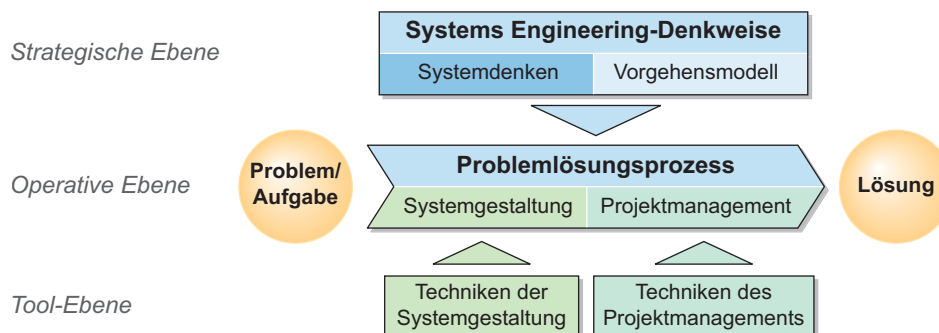 Strategische Ebene
Systems Engineering-Denkweise
Systemdenken
Vorgehensmodell
Operative Ebene
Problem/
Aufgabe
Problemlösungsprozess
Systemgestaltung
Projektmanagement
Lösung
Tool-Ebene
Techniken der
Systemgestaltung
Techniken des
Projektmanagements